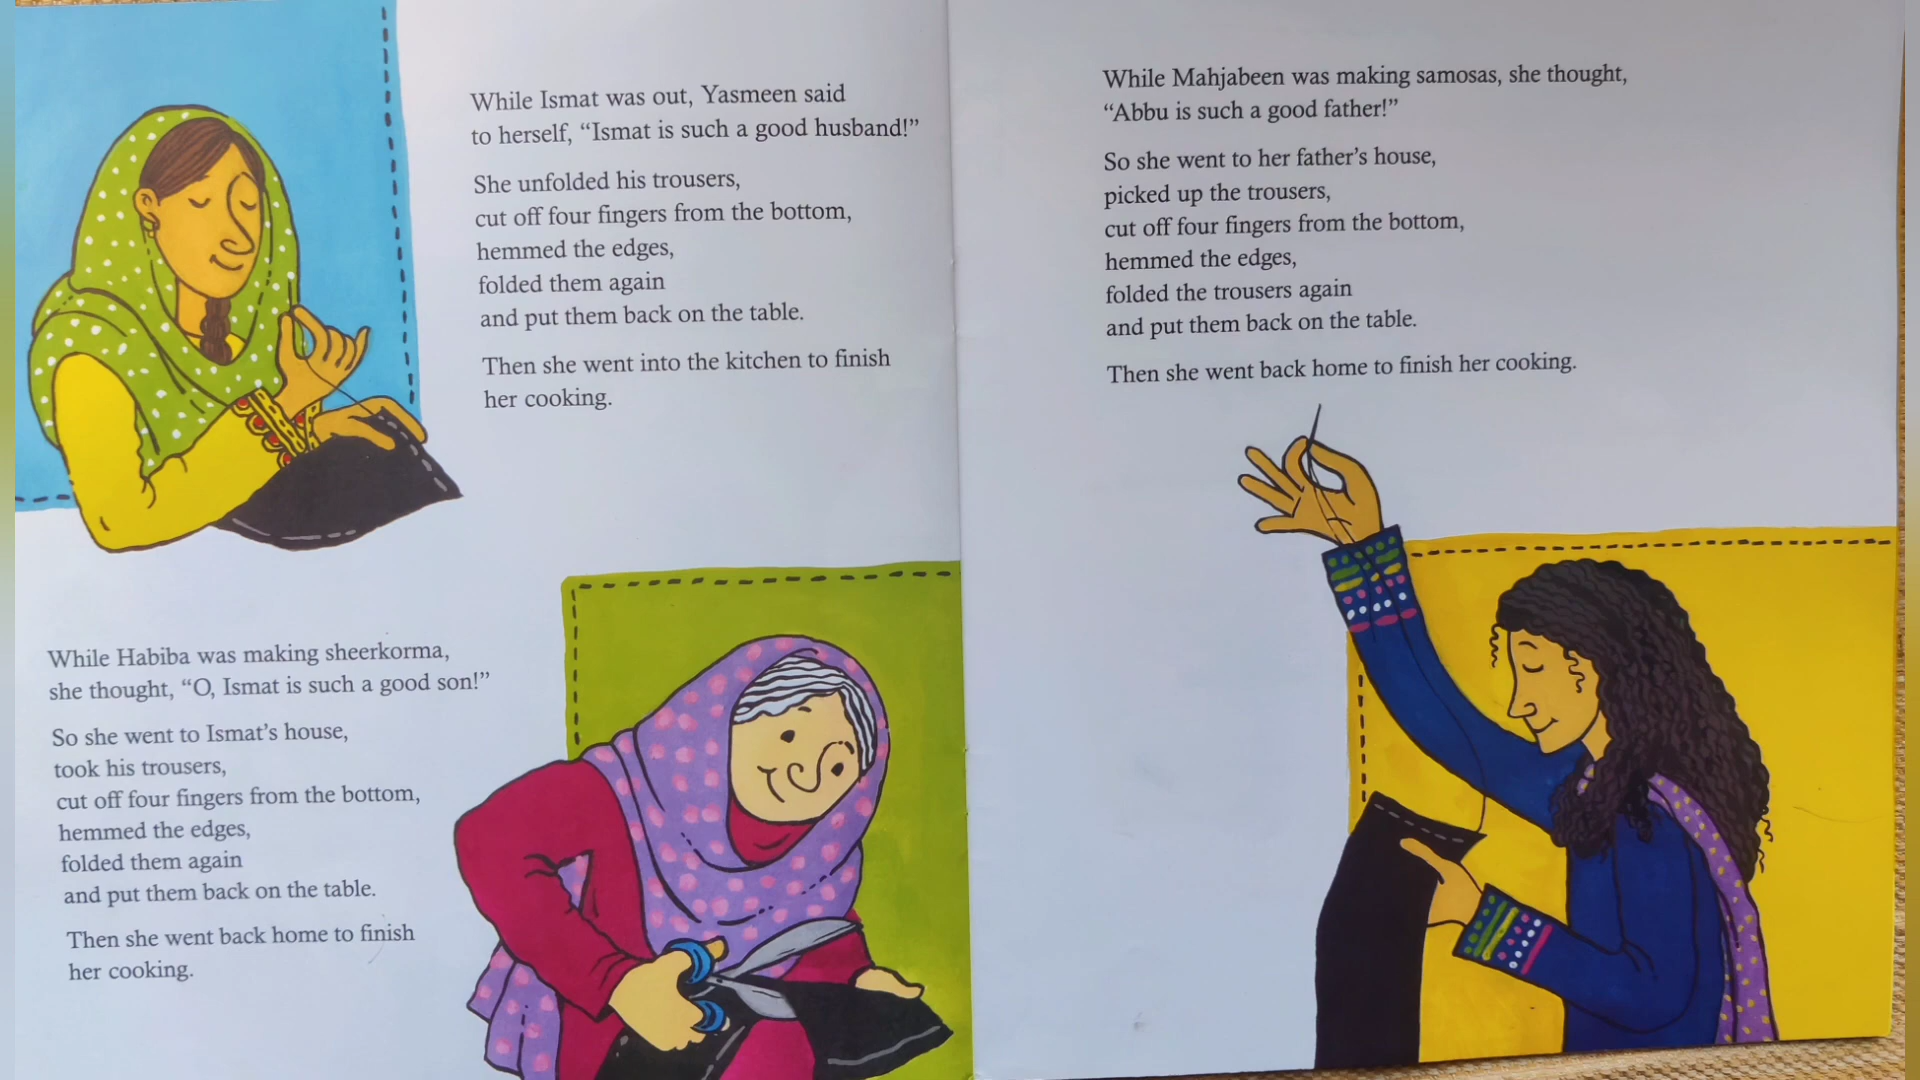 While Ismat was out, Yasmeen said
to herself, “Ismat is such a good husband!”
She unfolded his trousers,
cut off four fingers from the bottom,
hemmed the edges,
folded them again
and put them back on the table.
Then she went into the kitchen to finish
her cooking.
While Habiba was making sheerkorma,
she thought, “O, Ismat is such a good son!”
So she went to Ismat’s house,
took his trousers,
cut off four fingers from the bottom,
hemmed the edges,
folded them again
and put them back on the table.
Then she went back home to finish
her cooking.
While Mahjabeen was making samosas, she thought,
“Abbu is such a good father!”
So she went to her father’s house,
picked up the trousers,
cut off four fingers from the bottom,
hemmed the edges,
folded the trousers again
and put them back on the table.
Then she went back home to finish her cooking.